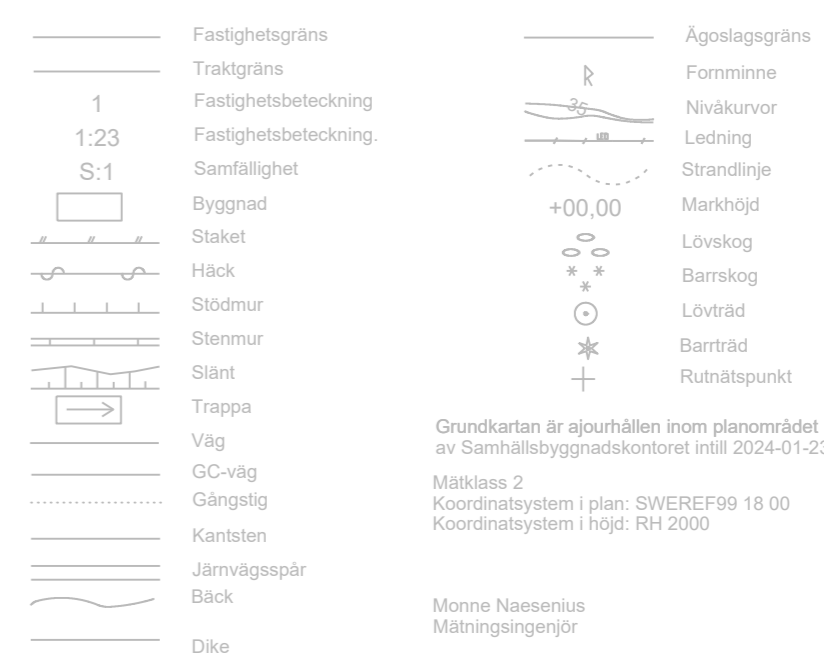 Fastighetsgräns
Traktgräns
1 Fastighetsbeteckning
1:23 Fastighetsbeteckning.
S:1 Samfällighet
Byggnad
Staket
Häck
Stödmur
Stenmur
Slänt
Trappa
Väg
GC-väg
Gångstig
Kantsten
Järnvägsspår
Bäck
Dike
Ägoslagsgräns
R Fornminne
35 Nivåkurvor
Ledning
Strandlinje
+00,00 Markhöjd
Lövskog
Barrskog
Lövträd
Barrträd
Rutnätspunkt
Grundkartan är ajourhållen inom planområdet
av Samhällsbyggnadskontoret intill 2024-01-23
Mätklass 2
Koordinatsystem i plan: SWEREF99 18 00
Koordinatsystem i höjd: RH 2000
Monne Naesenius
Mätningsingenjör